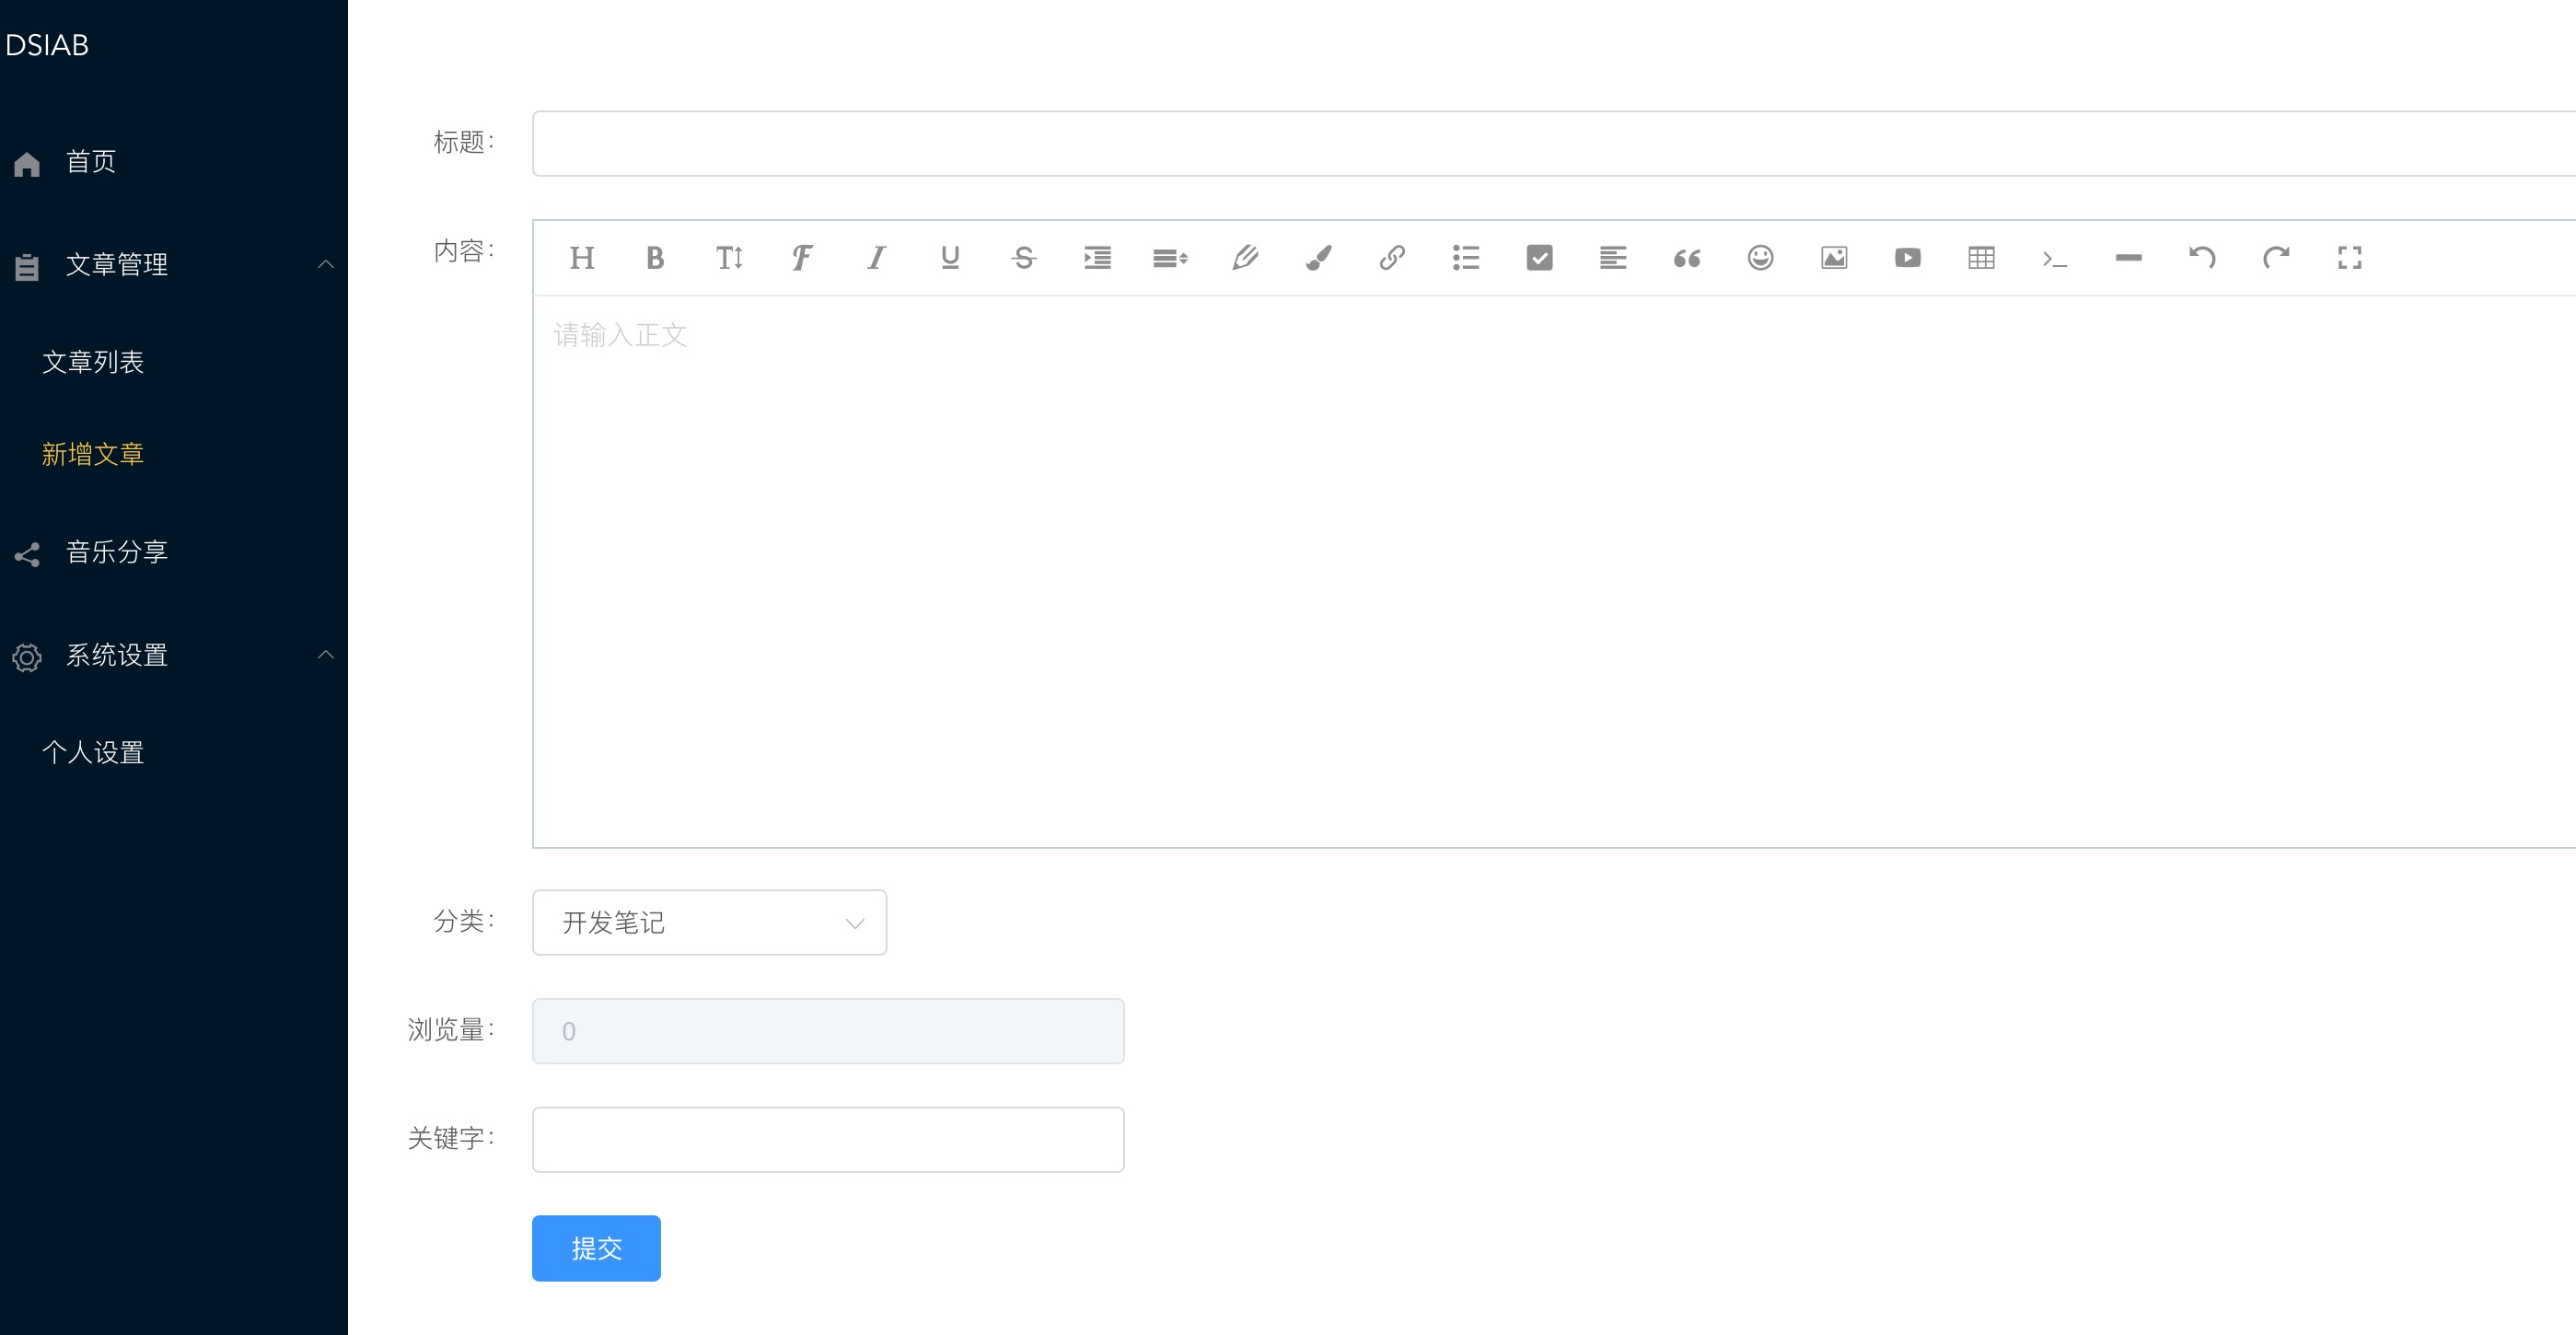 DSIAB
首页
文章管理
文章列表
新增文章
音乐分享
系统设置
个人设置
标题:
内容:
请输入正文
分类:
开发笔记
浏览量:
0
关键字:
提交